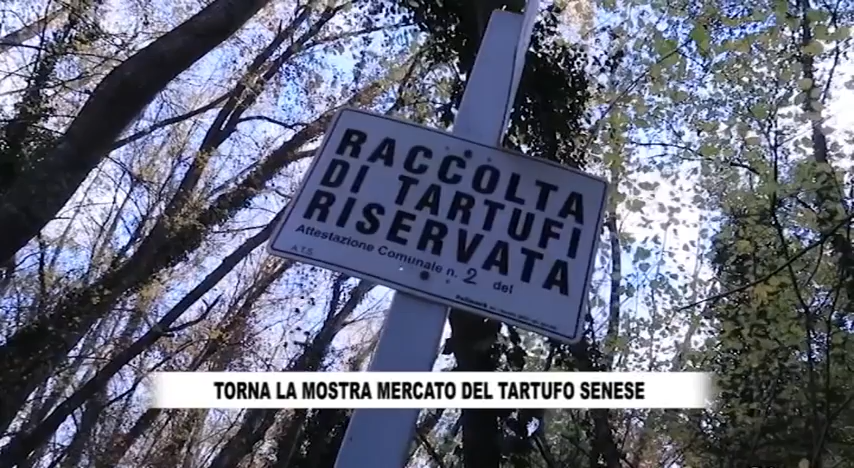 RACCOLTA
DI TARTUFI
RISERVATA
Attestazione Comunale n. 2 del
A.T.S.
TORNA LA MOSTRA MERCATO DEL TARTUFO SENESE